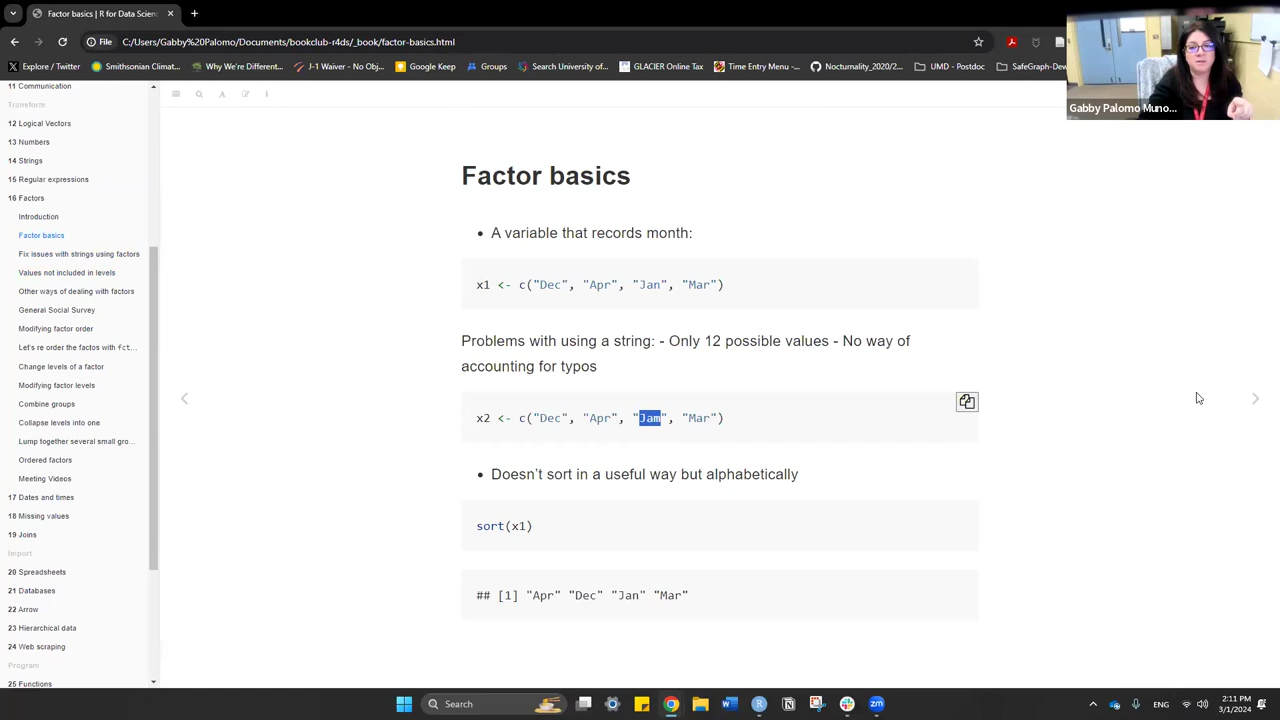 Factor basics | R for Data Scienc
File C:/Users/Gabby%20Palomo/Documents/bookclub-r4ds/_book/factor-basics.html
Explore / Twitter
Smithsonian Climat...
Why We're Different...
J-1 Waiver - No Obj...
Google Keep
Search University of...
GLACIER Online Tax
Time Entry Menu -...
Nocturnality_2020/2...
UMD - Postdoc
SafeGraph-Dew
Gabby Palomo Muno...
11 Communication
Transform
12 Logical Vectors
13 Numbers
14 Strings
15 Regular expressions
16 Factors
Introduction
Factor basics
Fix issues with strings using factors
Values not included in levels
Other ways of dealing with factors
General Social Survey
Modifying factor order
Let's re order the factos with fct...
Change levels of a factor
Modifying factor levels
Combine groups
Collapse levels into one
Lump together several small gro...
Ordered factors
Meeting Videos
17 Dates and times
18 Missing values
19 Joins
Import
20 Spreadsheets
21 Databases
22 Arrow
23 Hierarchical data
24 Web scraping
Program
25 Functions
Factor basics
• A variable that records month:
x1 <- c("Dec", "Apr", "Jan", "Mar")
Problems with using a string: - Only 12 possible values - No way of
accounting for typos
x2 <- c("Dec", "Apr", "Jam", "Mar")
• Doesn't sort in a useful way but alphabetically
sort(x1)
## [1] "Apr" "Dec" "Jan" "Mar"
Search
ENG
2:11 PM
3/1/2024